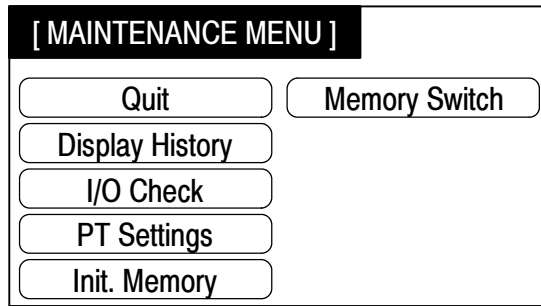 [ MAINTENANCE MENU ]
Quit
Memory Switch
Display History
I/O Check
PT Settings
Init. Memory